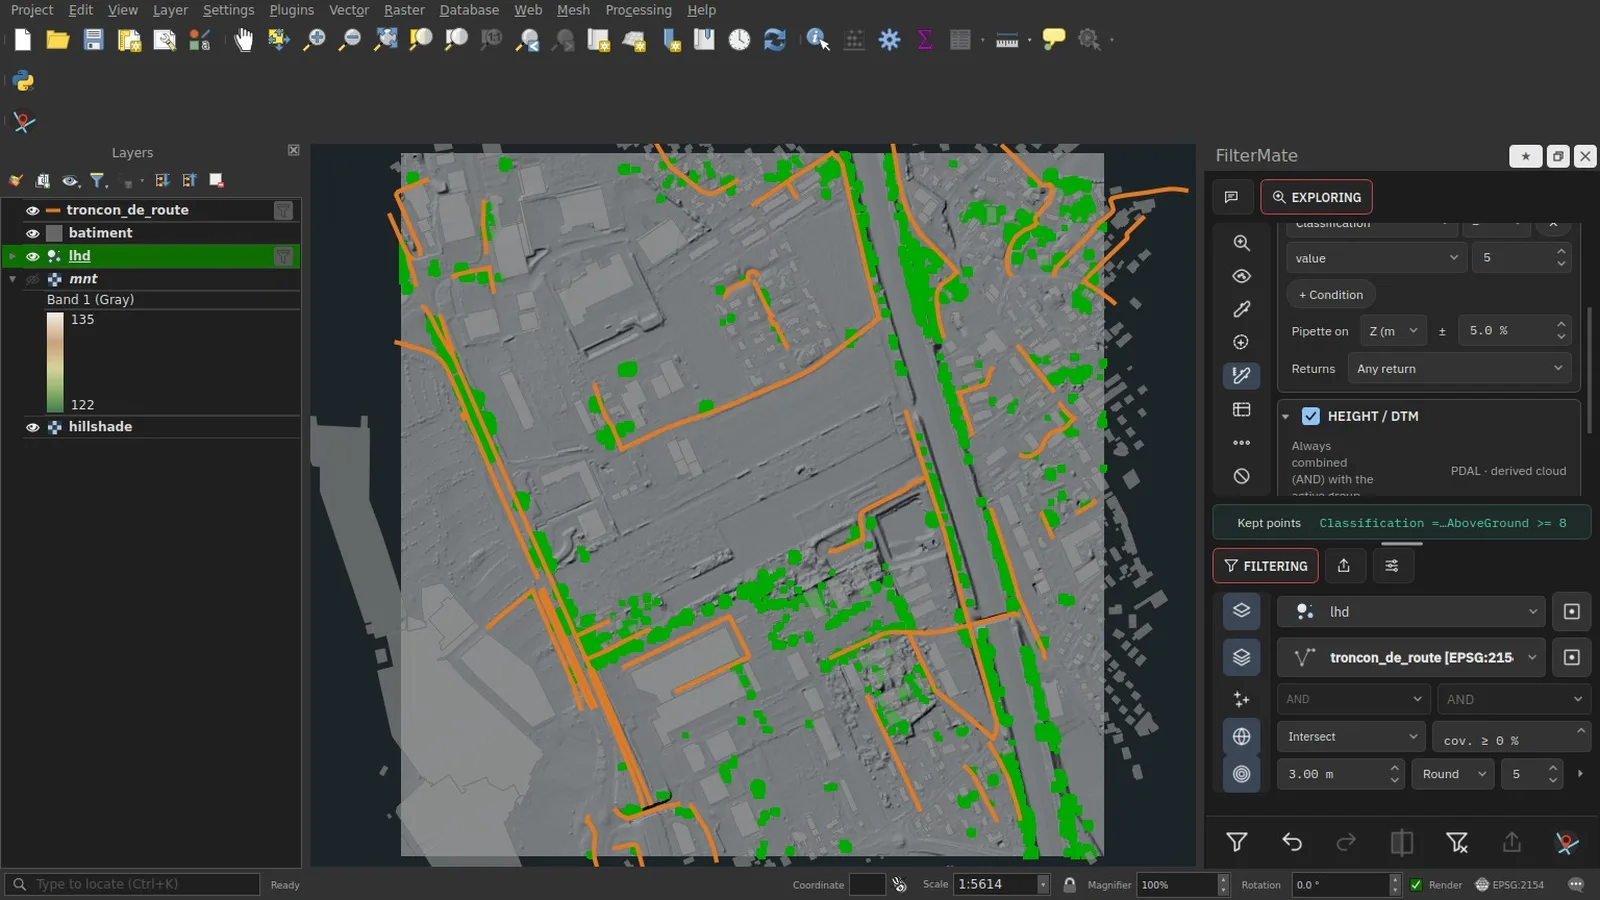 Project Edit View Layer Settings Plugins Vector Raster Database Web Mesh Processing Help
Layers
troncon_de_route
batiment
lhd
mnt
Band 1 (Gray)
135
122
hillshade
FilterMate
EXPLORING
Classification =
value 5
+ Condition
Pipette on Z (m ± 5.0 %
Returns Any return
HEIGHT / DTM
Always
combined
(AND) with the
active group
PDAL · derived cloud
Kept points Classification =…AboveGround >= 8
FILTERING
lhd
troncon_de_route [EPSG:215
AND AND
Intersect cov. ≥ 0 %
3.00 m Round 5
Type to locate (Ctrl+K) Ready Coordinate Scale 1:5614 Magnifier 100% Rotation 0.0 ° Render EPSG:2154